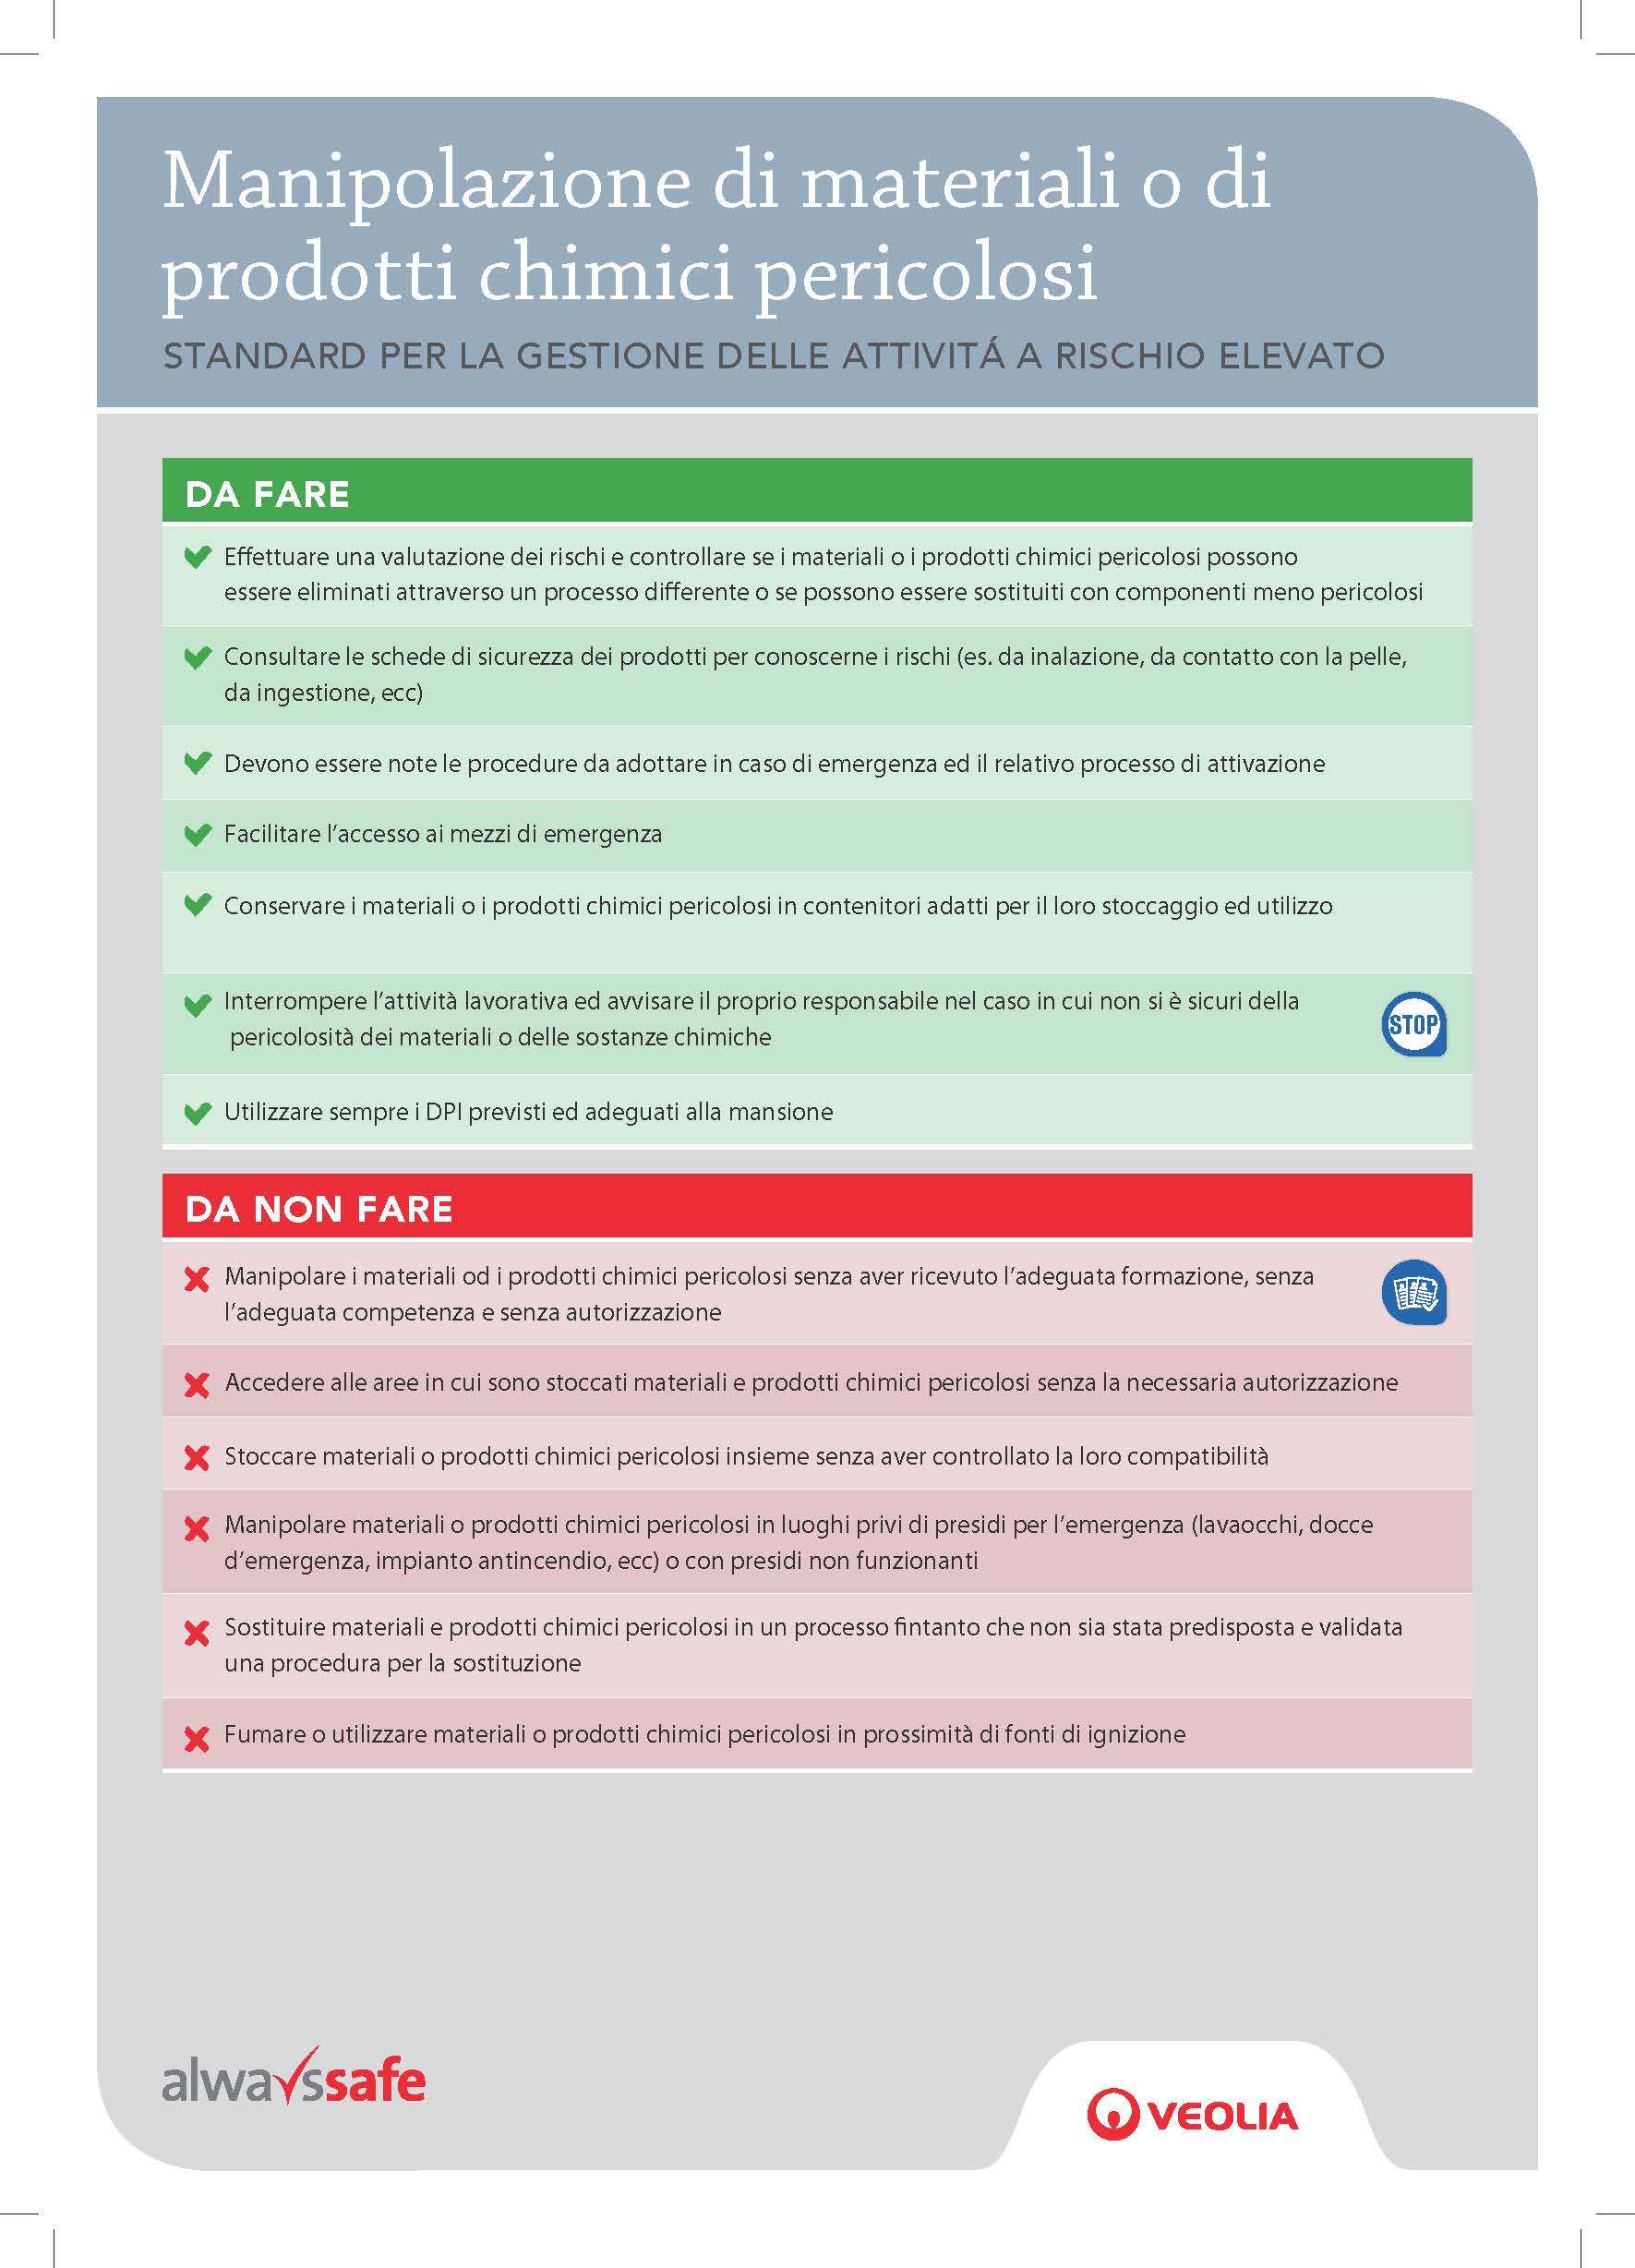 Manipolazione di materiali o di
prodotti chimici pericolosi
STANDARD PER LA GESTIONE DELLE ATTIVITÁ A RISCHIO ELEVATO
DA FARE
Effettuare una valutazione dei rischi e controllare se i materiali o i prodotti chimici pericolosi possono
essere eliminati attraverso un processo differente o se possono essere sostituiti con componenti meno pericolosi
Consultare le schede di sicurezza dei prodotti per conoscerne i rischi (es. da inalazione, da contatto con la pelle,
da ingestione, ecc)
Devono essere note le procedure da adottare in caso di emergenza ed il relativo processo di attivazione
Facilitare l’accesso ai mezzi di emergenza
Conservare i materiali o i prodotti chimici pericolosi in contenitori adatti per il loro stoccaggio ed utilizzo
Interrompere l’attività lavorativa ed avvisare il proprio responsabile nel caso in cui non si è sicuri della
pericolosità dei materiali o delle sostanze chimiche
STOP
Utilizzare sempre i DPI previsti ed adeguati alla mansione
DA NON FARE
Manipolare i materiali od i prodotti chimici pericolosi senza aver ricevuto l’adeguata formazione, senza
l’adeguata competenza e senza autorizzazione
Accedere alle aree in cui sono stoccati materiali e prodotti chimici pericolosi senza la necessaria autorizzazione
Stoccare materiali o prodotti chimici pericolosi insieme senza aver controllato la loro compatibilità
Manipolare materiali o prodotti chimici pericolosi in luoghi privi di presidi per l’emergenza (lavaocchi, docce
d’emergenza, impianto antincendio, ecc) o con presidi non funzionanti
Sostituire materiali e prodotti chimici pericolosi in un processo fintanto che non sia stata predisposta e validata
una procedura per la sostituzione
Fumare o utilizzare materiali o prodotti chimici pericolosi in prossimità di fonti di ignizione
alwayssafe
VEOLIA